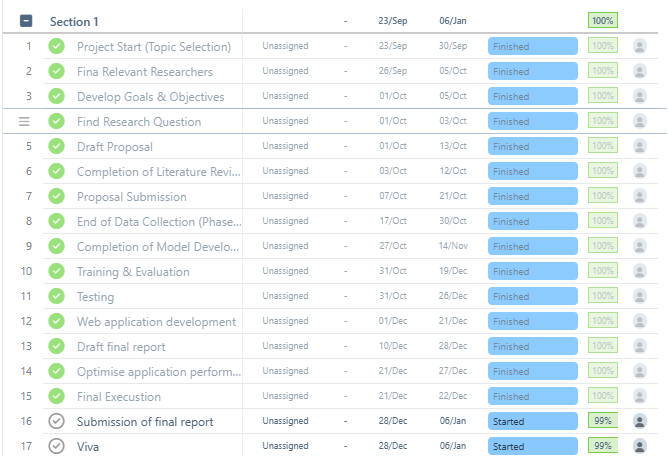 Section 1 - 23/Sep 06/Jan 100%
1 Project Start (Topic Selection) Unassigned - 23/Sep 30/Sep Finished 100%
2 Fina Relevant Researchers Unassigned - 26/Sep 05/Oct Finished 100%
3 Develop Goals & Objectives Unassigned - 01/Oct 05/Oct Finished 100%
Find Research Question Unassigned - 01/Oct 03/Oct Finished 100%
5 Draft Proposal Unassigned - 01/Oct 13/Oct Finished 100%
6 Completion of Literature Revi... Unassigned - 03/Oct 12/Oct Finished 100%
7 Proposal Submission Unassigned - 07/Oct 21/Oct Finished 100%
8 End of Data Collection (Phase... Unassigned - 17/Oct 30/Oct Finished 100%
9 Completion of Model Develo... Unassigned - 27/Oct 14/Nov Finished 100%
10 Training & Evaluation Unassigned - 31/Oct 19/Dec Finished 100%
11 Testing Unassigned - 31/Oct 26/Dec Finished 100%
12 Web application development Unassigned - 01/Dec 21/Dec Finished 100%
13 Draft final report Unassigned - 10/Dec 28/Dec Finished 100%
14 Optimise application perform... Unassigned - 21/Dec 27/Dec Finished 100%
15 Final Execustion Unassigned - 21/Dec 22/Dec Finished 100%
16 Submission of final report Unassigned - 28/Dec 06/Jan Started 99%
17 Viva Unassigned - 28/Dec 06/Jan Started 99%